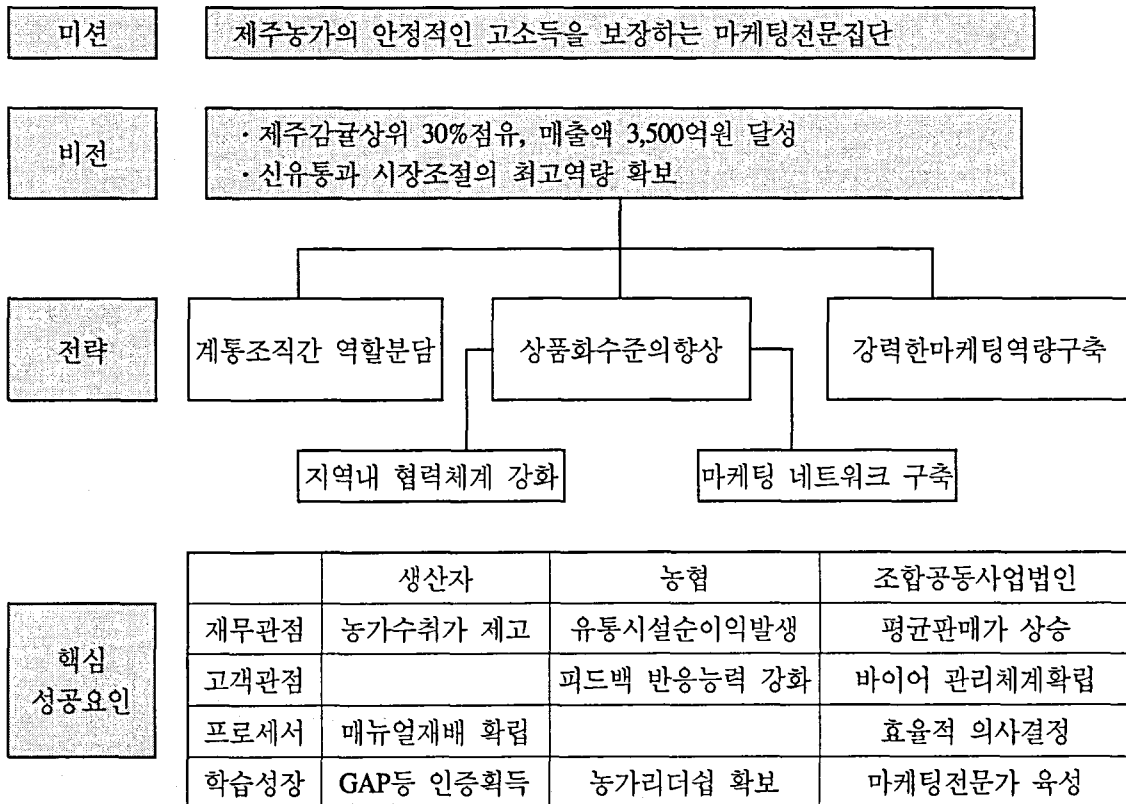 미션
제주농가의 안정적인 고소득을 보장하는 마케팅전문집단
비전
· 제주감귤상위 30%점유, 매출액 3,500억원 달성
· 신유통과 시장조절의 최고역량 확보
전략
계통조직간 역할분담
상품화수준의향상
강력한마케팅역량구축
지역내 협력체계 강화
마케팅 네트워크 구축
핵심
성공요인
생산자 농협 조합공동사업법인
재무관점 농가수취가 제고 유통시설순이익발생 평균판매가 상승
고객관점 피드백 반응능력 강화 바이어 관리체계확립
프로세서 매뉴얼재배 확립 효율적 의사결정
학습성장 GAP등 인증획득 농가리더쉽 확보 마케팅전문가 육성